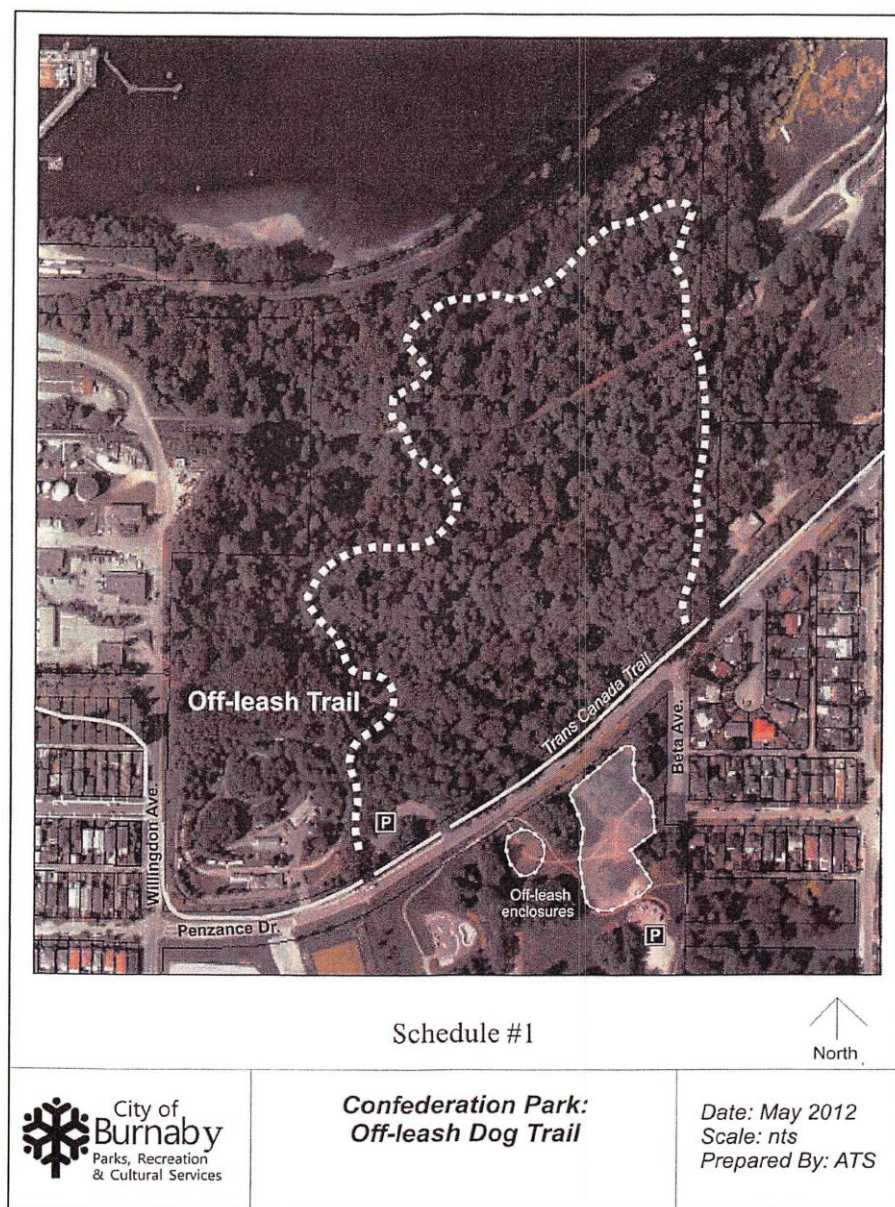 Off-leash Trail
Trans Canada Trail
Beta Ave.
Willingdon Ave.
P
Off-leash
enclosures
Penzance Dr.
P
Schedule #1
North
City of
Burnaby
Parks, Recreation
& Cultural Services
Confederation Park:
Off-leash Dog Trail
Date: May 2012
Scale: nts
Prepared By: ATS